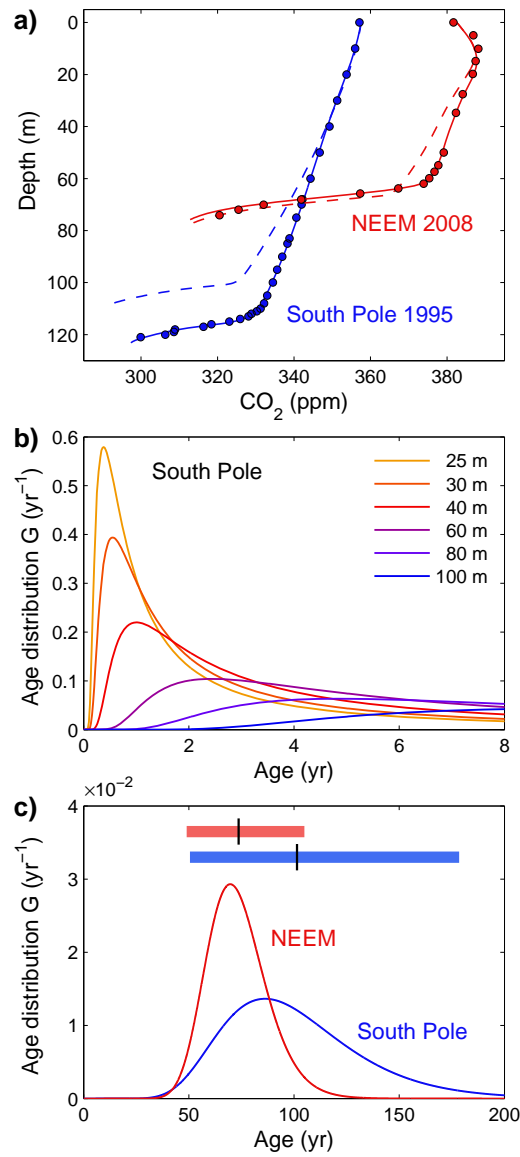 a)
0
20
40
60
80
100
120
Depth (m)
NEEM 2008
South Pole 1995
300
320
340
360
380
CO₂ (ppm)
b)
0.6
0.5
0.4
0.3
0.2
0.1
0
Age distribution G (yr⁻¹)
South Pole
25 m
30 m
40 m
60 m
80 m
100 m
0
2
4
6
8
Age (yr)
c)
×10⁻²
4
3
2
1
0
Age distribution G (yr⁻¹)
NEEM
South Pole
0
50
100
150
200
Age (yr)